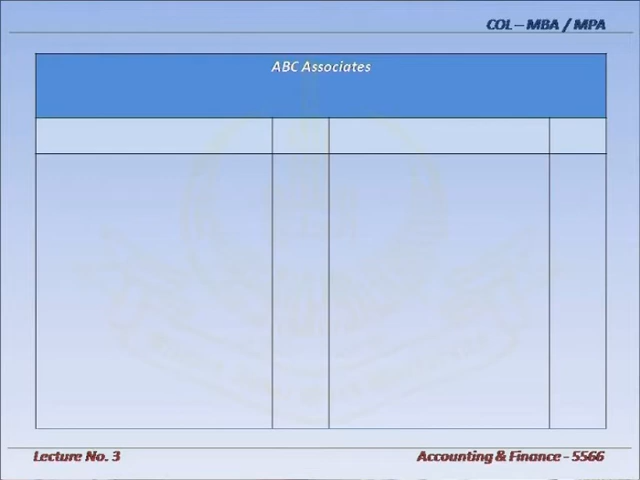 COL – MBA / MPA
ABC Associates
Lecture No. 3
Accounting & Finance - 5566